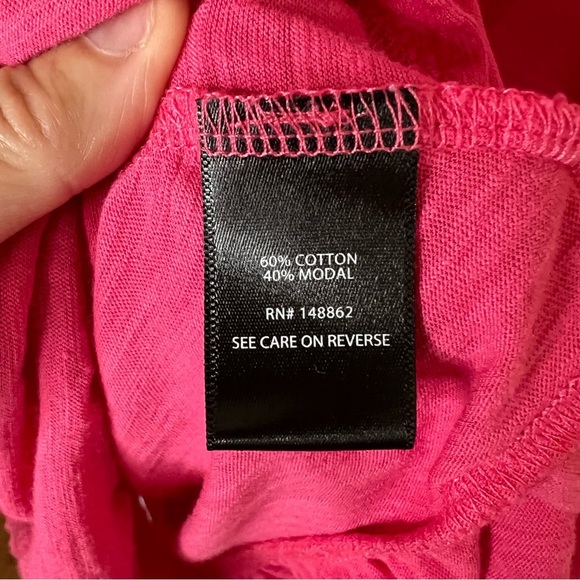 60% COTTON
40% MODAL
RN# 148862
SEE CARE ON REVERSE